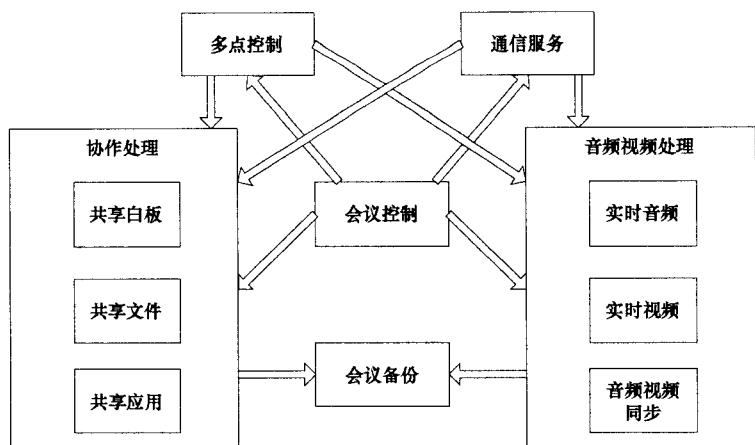 多点控制
通信服务
协作处理
音频视频处理
共享白板
会议控制
实时音频
共享文件
实时视频
共享应用
会议备份
音频视频
同步